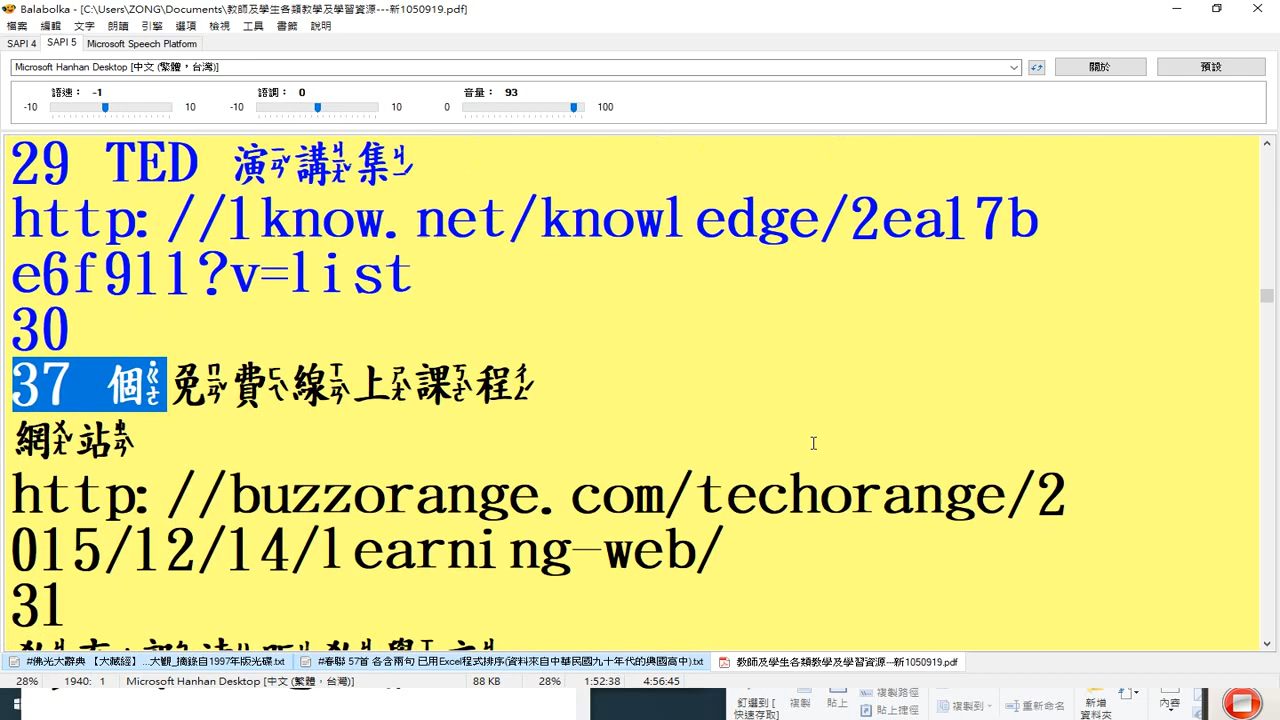 Balabolka - [C:\Users\ZONG\Documents\教師及學生各類教學及學習資源---新1050919.pdf]
檔案 編輯 文字 朗讀 引擎 選項 檢視 工具 書籤 說明
SAPI 4 SAPI 5 Microsoft Speech Platform
Microsoft Hanhan Desktop [中文 (繁體，台灣)] 關於 預設
語速： -1 語調： 0 音量： 93
-10 10 -10 10 0 100
29 TED 演講集
http://1know.net/knowledge/2ea17b
e6f911?v=list
30
37 個免費線上課程
網站
http://buzzorange.com/techorange/2
015/12/14/learning-web/
31
#佛光大辭典 【大藏經】...大觀_摘錄自1997年版光碟.txt #春聯 57首 各含兩句 已用Excel程式排序(資料來自中華民國九十年代的興國高中).txt 教師及學生各類教學及學習資源---新1050919.pdf
28% 1940: 1 Microsoft Hanhan Desktop [中文 (繁體，台灣)] 88 KB 28% 1:52:38 4:56:45
釘選到 [ 快速存取] 複製 貼上 複製路徑 貼上捷徑 複製到 重新命名 新增 資料夾 內容